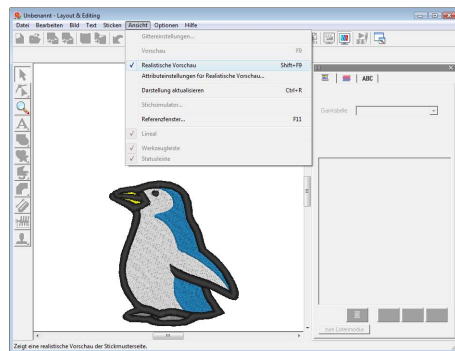 Unbenannt - Layout & Editing
Datei Bearbeiten Bild Text Sticken Ansicht Optionen Hilfe
Gittereinstellungen...
Vorschau F9
Realistische Vorschau Shift+F9
Attributeinstellungen für Realistische Vorschau...
Darstellung aktualisieren Ctrl+R
Stichsimulator...
Referenzfenster... F11
Lineal
Werkzeugleiste
Statusleiste
ABC
Garntabelle
zum Listenmodus
Zeigt eine realistische Vorschau der Stickmusterseite.